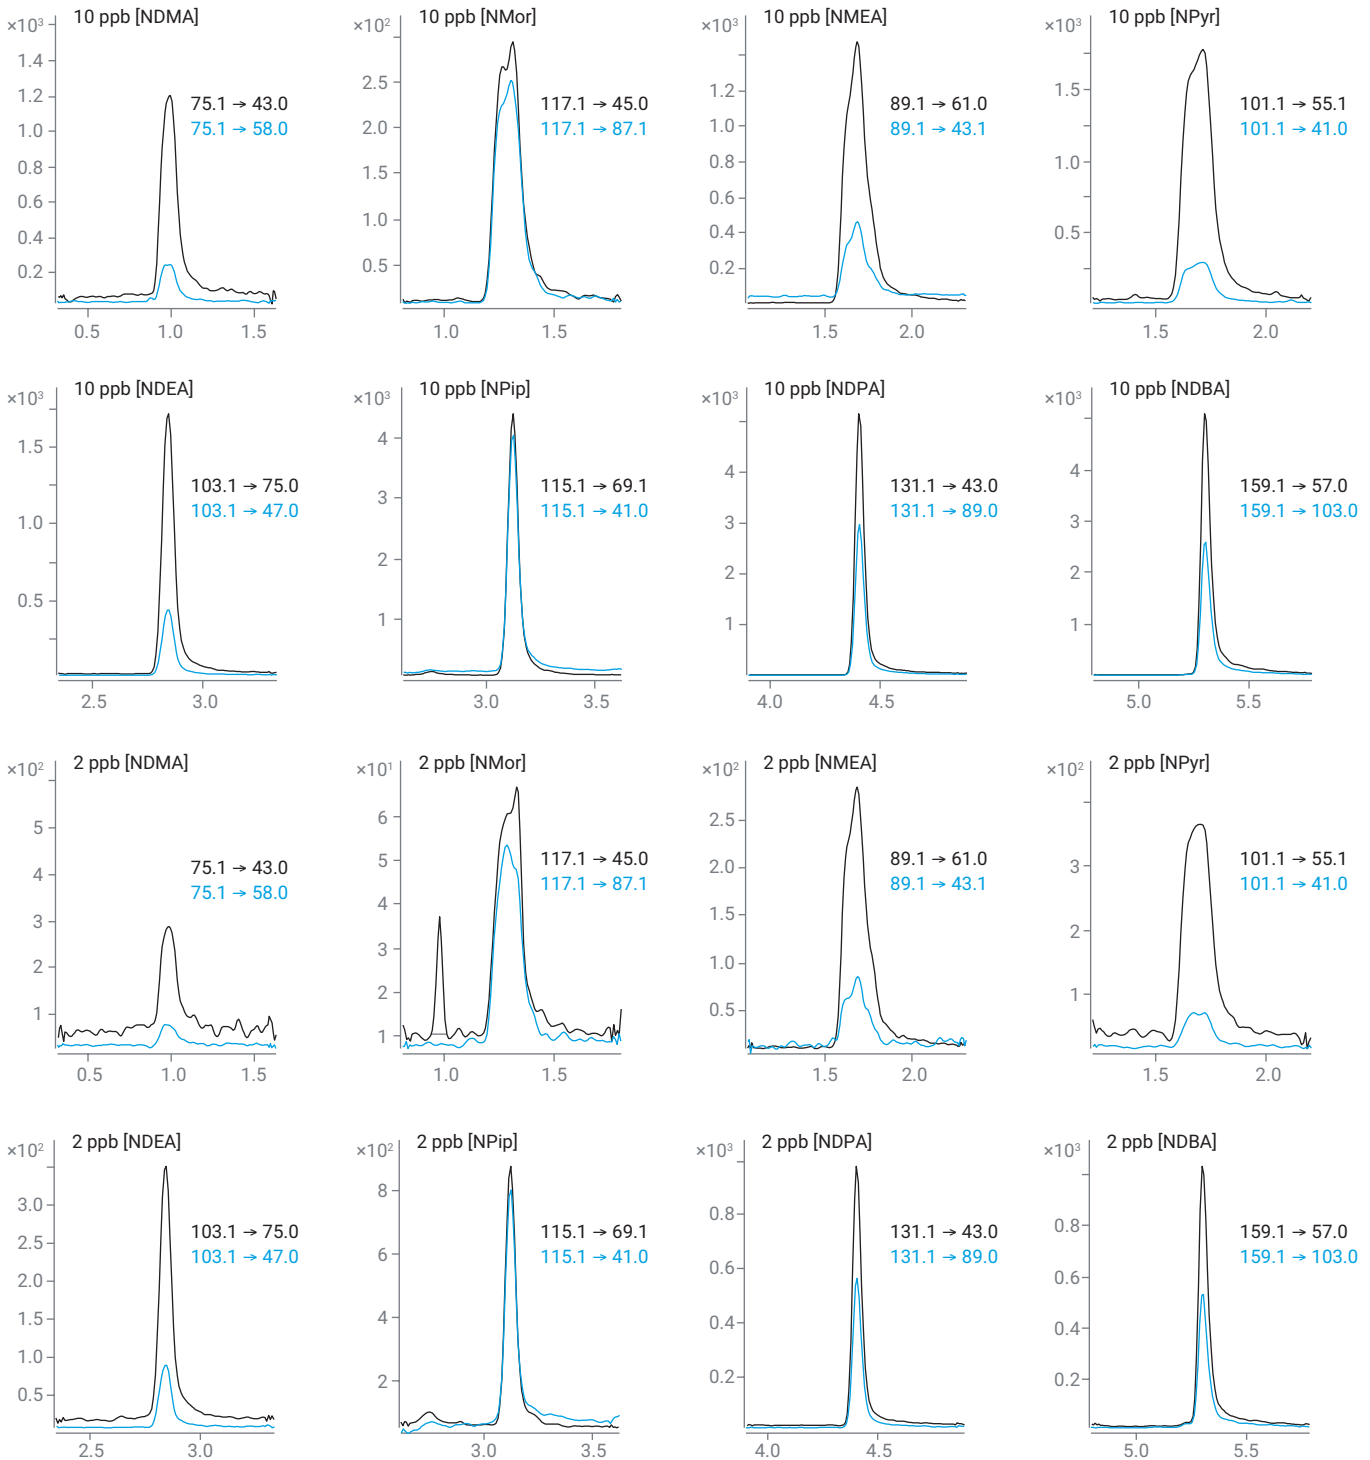 10 ppb [NDMA]
×10³
1.4
1.2
1.0
0.8
0.6
0.4
0.2
75.1 → 43.0
75.1 → 58.0
0.5 1.0 1.5
10 ppb [NMor]
×10²
2.5
2.0
1.5
1.0
0.5
117.1 → 45.0
117.1 → 87.1
1.0 1.5
10 ppb [NMEA]
×10³
1.2
1.0
0.8
0.6
0.4
0.2
89.1 → 61.0
89.1 → 43.1
1.5 2.0
10 ppb [NPyr]
×10³
1.5
1.0
0.5
101.1 → 55.1
101.1 → 41.0
1.5 2.0
10 ppb [NDEA]
×10³
1.5
1.0
0.5
103.1 → 75.0
103.1 → 47.0
2.5 3.0
10 ppb [NPip]
×10³
4
3
2
1
115.1 → 69.1
115.1 → 41.0
3.0 3.5
10 ppb [NDPA]
×10³
4
3
2
1
131.1 → 43.0
131.1 → 89.0
4.0 4.5
10 ppb [NDBA]
×10³
4
3
2
1
159.1 → 57.0
159.1 → 103.0
5.0 5.5
2 ppb [NDMA]
×10²
5
4
3
2
1
75.1 → 43.0
75.1 → 58.0
0.5 1.0 1.5
2 ppb [NMor]
×10¹
6
5
4
3
2
1
117.1 → 45.0
117.1 → 87.1
1.0 1.5
2 ppb [NMEA]
×10²
2.5
2.0
1.5
1.0
0.5
89.1 → 61.0
89.1 → 43.1
1.5 2.0
2 ppb [NPyr]
×10²
3
2
1
101.1 → 55.1
101.1 → 41.0
1.5 2.0
2 ppb [NDEA]
×10²
3.0
2.5
2.0
1.5
1.0
0.5
103.1 → 75.0
103.1 → 47.0
2.5 3.0
2 ppb [NPip]
×10²
8
6
4
2
115.1 → 69.1
115.1 → 41.0
3.0 3.5
2 ppb [NDPA]
×10³
0.8
0.6
0.4
0.2
131.1 → 43.0
131.1 → 89.0
4.0 4.5
2 ppb [NDBA]
×10³
0.8
0.6
0.4
0.2
159.1 → 57.0
159.1 → 103.0
5.0 5.5